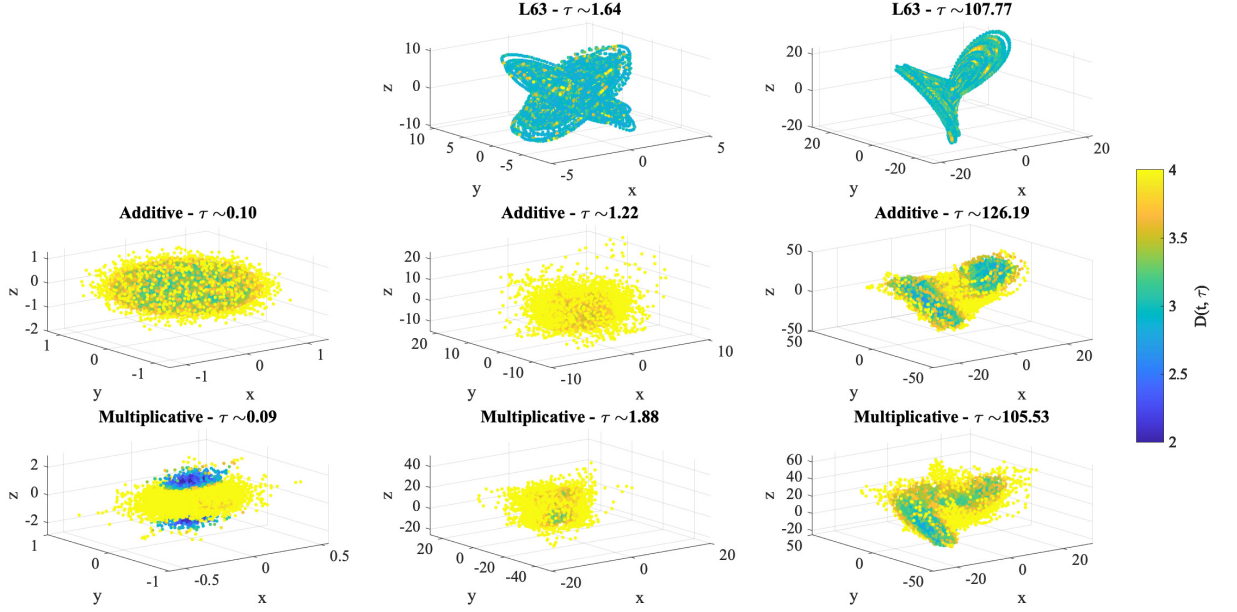 L63 - τ ~1.64
10
0
-10
z
10
5
0
-5
y
-5
0
5
x
L63 - τ ~107.77
20
0
-20
z
20
0
-20
y
-20
0
20
x
Additive - τ ~0.10
1
0
-1
-2
z
1
0
-1
y
-1
0
1
x
Additive - τ ~1.22
20
10
0
-10
z
20
10
0
-10
y
-10
0
10
x
Additive - τ ~126.19
50
0
-50
z
50
0
-50
y
-20
0
20
x
Multiplicative - τ ~0.09
2
0
-2
z
1
0
-1
y
-0.5
0
0.5
x
Multiplicative - τ ~1.88
40
20
0
-20
z
20
0
-20
-40
y
-20
0
20
x
Multiplicative - τ ~105.53
60
40
20
0
-20
z
50
0
-50
y
-20
0
20
x
4
3.5
3
2.5
2
D(t, τ)